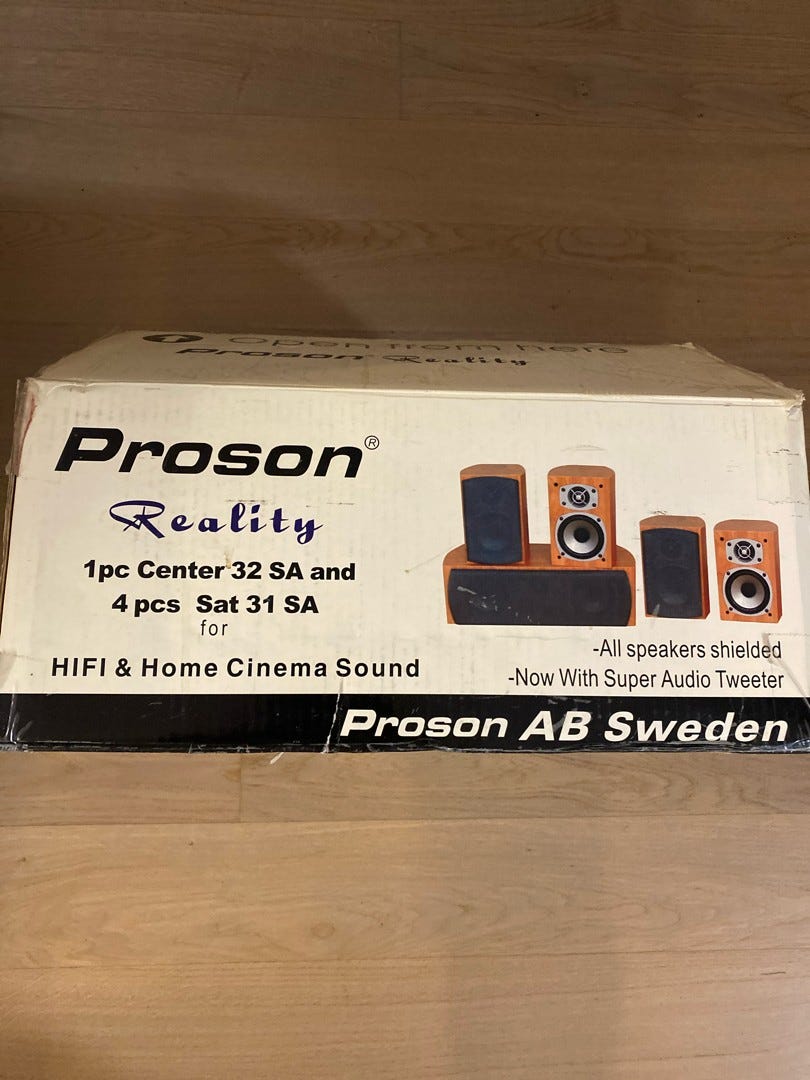 Open from here
Proson® Reality
Proson®
Reality
1pc Center 32 SA and
4 pcs Sat 31 SA
for
HIFI & Home Cinema Sound
-All speakers shielded
-Now With Super Audio Tweeter
Proson AB Sweden